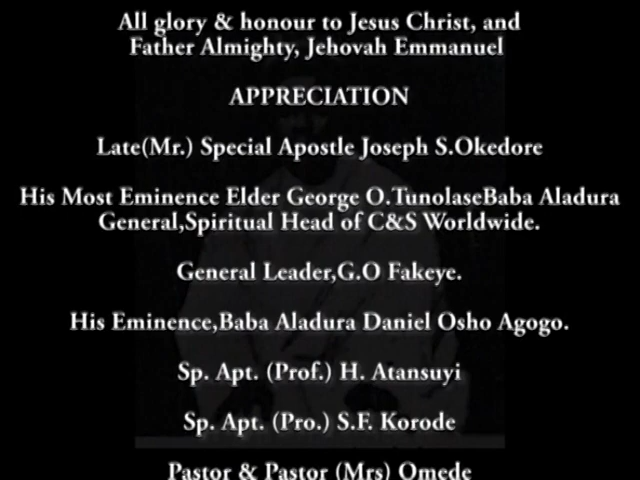 All glory & honour to Jesus Christ, and
Father Almighty, Jehovah Emmanuel
APPRECIATION
Late(Mr.) Special Apostle Joseph S.Okedore
His Most Eminence Elder George O.TunolaseBaba Aladura
General,Spiritual Head of C&S Worldwide.
General Leader,G.O Fakeye.
His Eminence,Baba Aladura Daniel Osho Agogo.
Sp. Apt. (Prof.) H. Atansuyi
Sp. Apt. (Pro.) S.F. Korode
Pastor & Pastor (Mrs) Omede